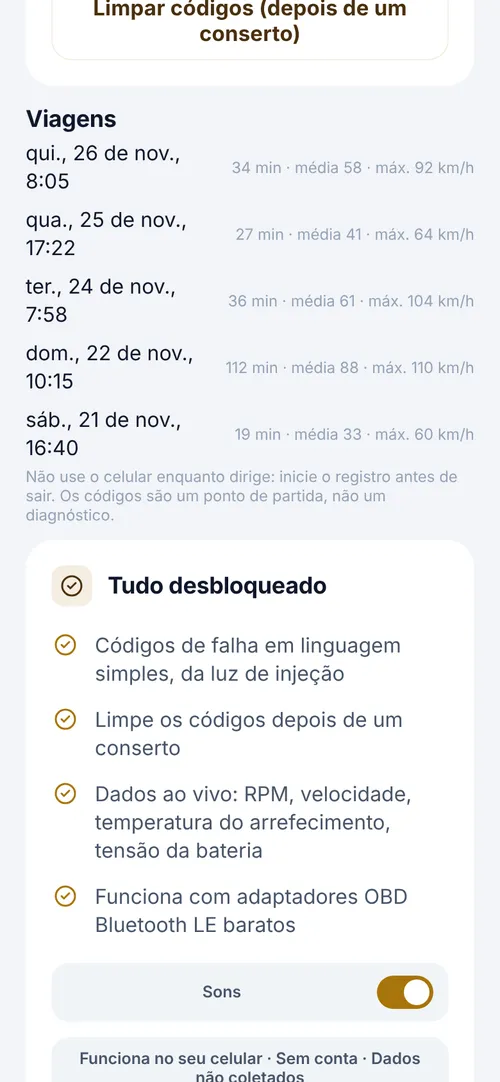 Limpar códigos (depois de um
conserto)
Viagens
qui., 26 de nov.,
8:05
34 min · média 58 · máx. 92 km/h
qua., 25 de nov.,
17:22
27 min · média 41 · máx. 64 km/h
ter., 24 de nov.,
7:58
36 min · média 61 · máx. 104 km/h
dom., 22 de nov.,
10:15
112 min · média 88 · máx. 110 km/h
sáb., 21 de nov.,
16:40
19 min · média 33 · máx. 60 km/h
Não use o celular enquanto dirige: inicie o registro antes de
sair. Os códigos são um ponto de partida, não um
diagnóstico.
Tudo desbloqueado
Códigos de falha em linguagem
simples, da luz de injeção
Limpe os códigos depois de um
conserto
Dados ao vivo: RPM, velocidade,
temperatura do arrefecimento,
tensão da bateria
Funciona com adaptadores OBD
Bluetooth LE baratos
Sons
Funciona no seu celular · Sem conta · Dados
não coletados